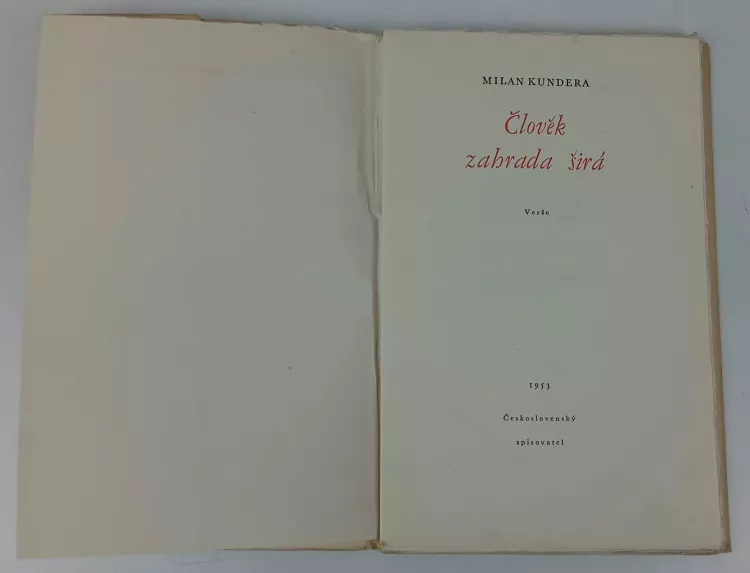 MILAN KUNDERA
Člověk
zahrada širá
Verše
1953
Československý
spisovatel